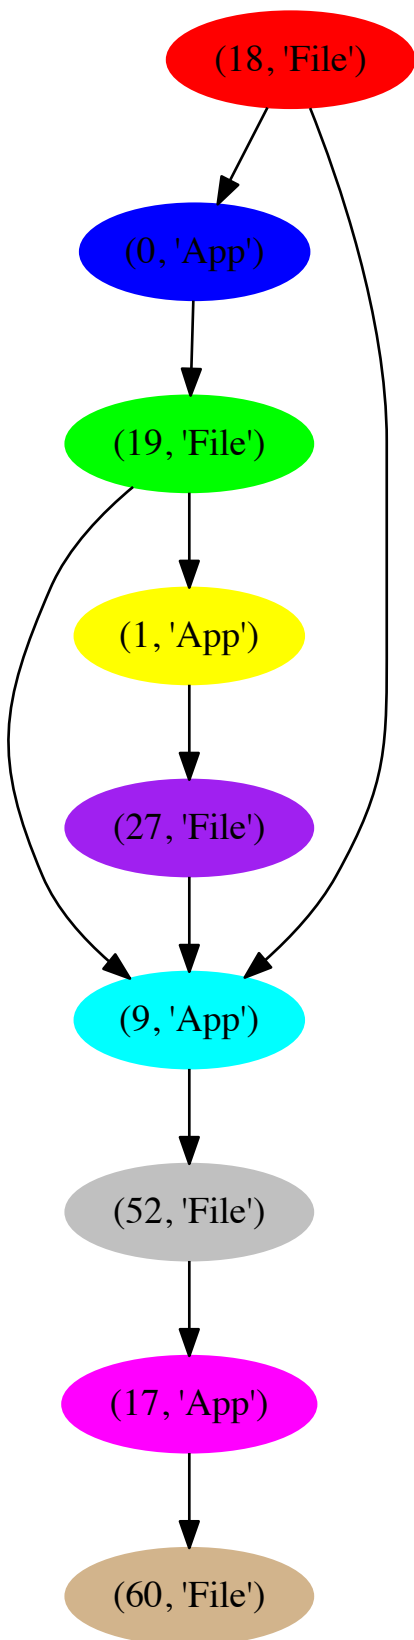 (18, 'File')
(0, 'App')
(19, 'File')
(1, 'App')
(27, 'File')
(9, 'App')
(52, 'File')
(17, 'App')
(60, 'File')